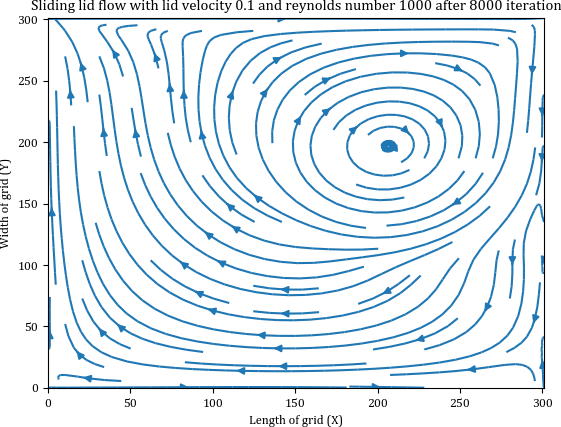 Sliding lid flow with lid velocity 0.1 and reynolds number 1000 after 8000 iteration
300
250
200
150
100
50
0
Width of grid (Y)
0 50 100 150 200 250 300
Length of grid (X)